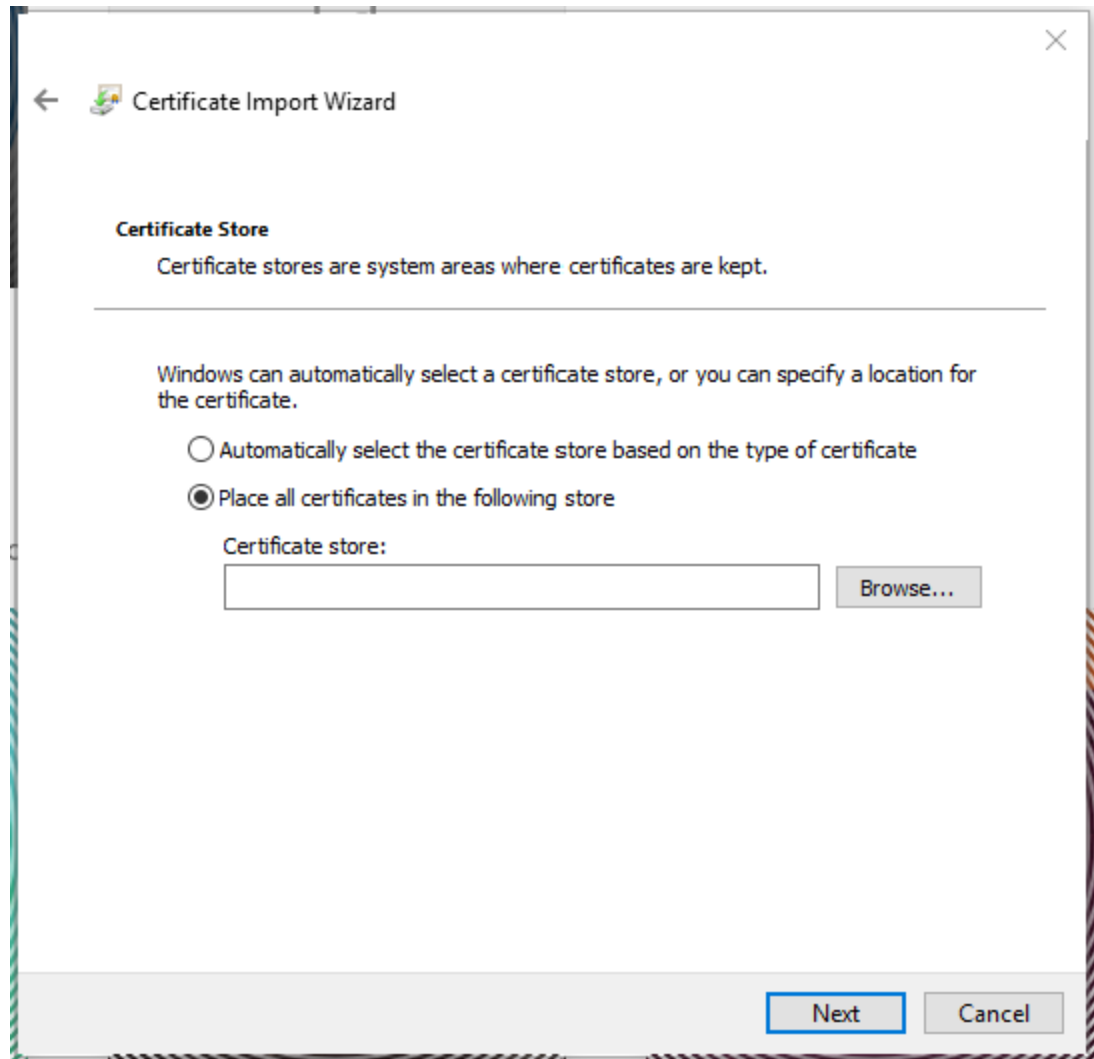 Certificate Import Wizard
Certificate Store
Certificate stores are system areas where certificates are kept.
Windows can automatically select a certificate store, or you can specify a location for
the certificate.
Automatically select the certificate store based on the type of certificate
Place all certificates in the following store
Certificate store:
Browse...
Next
Cancel